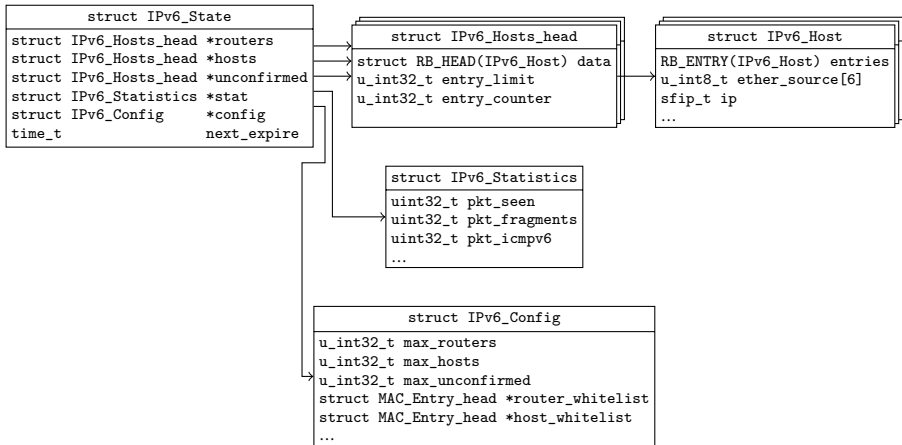 struct IPv6_State
struct IPv6_Hosts_head *routers
struct IPv6_Hosts_head *hosts
struct IPv6_Hosts_head *unconfirmed
struct IPv6_Statistics *stat
struct IPv6_Config *config
time_t next_expire
struct IPv6_Hosts_head
struct RB_HEAD(IPv6_Host) data
u_int32_t entry_limit
u_int32_t entry_counter
struct IPv6_Host
RB_ENTRY(IPv6_Host) entries
u_int8_t ether_source[6]
sfip_t ip
...
struct IPv6_Statistics
uint32_t pkt_seen
uint32_t pkt_fragments
uint32_t pkt_icmpv6
...
struct IPv6_Config
u_int32_t max_routers
u_int32_t max_hosts
u_int32_t max_unconfirmed
struct MAC_Entry_head *router_whitelist
struct MAC_Entry_head *host_whitelist
...